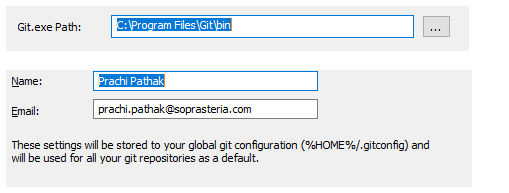 Git.exe Path: C:\Program Files\Git\bin ...
Name: Prachi Pathak
Email: prachi.pathak@soprasteria.com
These settings will be stored to your global git configuration (%HOME%/.gitconfig) and
will be used for all your git repositories as a default.